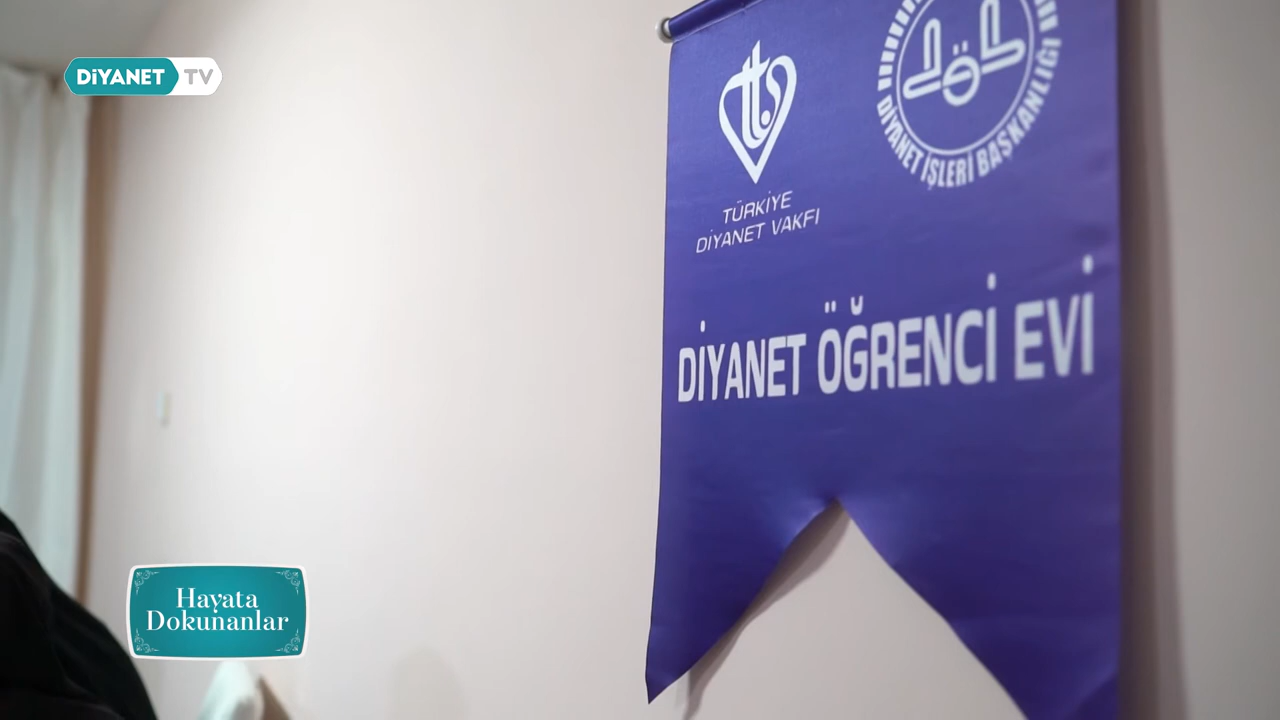 DİYANET TV
DİYANET İŞLERİ BAŞKANLIĞI
TÜRKİYE
DİYANET VAKFI
DİYANET ÖĞRENCİ EVİ
Hayata
Dokunanlar